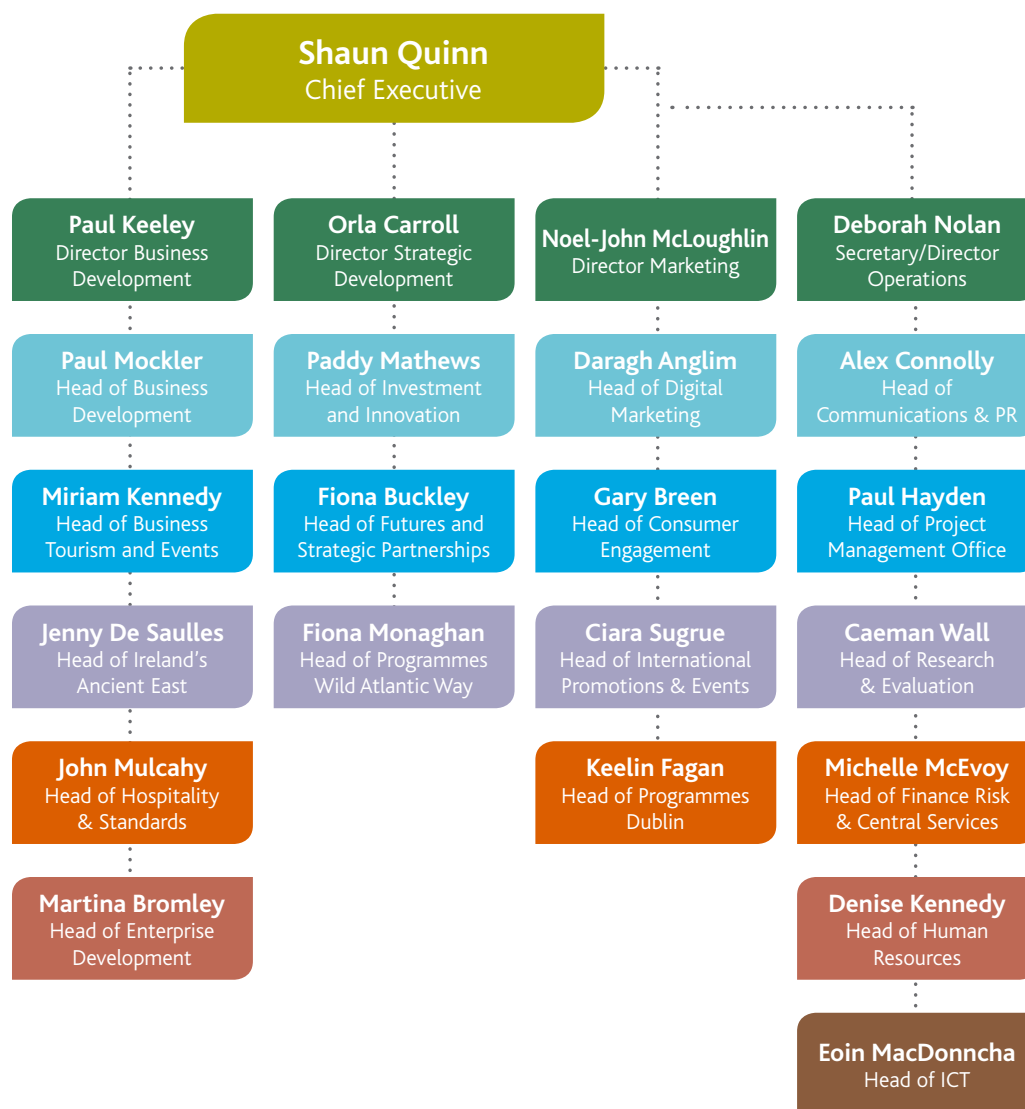 Shaun Quinn
Chief Executive
Paul Keeley
Director Business
Development
Paul Mockler
Head of Business
Development
Miriam Kennedy
Head of Business
Tourism and Events
Jenny De Saulles
Head of Ireland's
Ancient East
John Mulcahy
Head of Hospitality
& Standards
Martina Bromley
Head of Enterprise
Development
Orla Carroll
Director Strategic
Development
Paddy Mathews
Head of Investment
and Innovation
Fiona Buckley
Head of Futures and
Strategic Partnerships
Fiona Monaghan
Head of Programmes
Wild Atlantic Way
Noel-John McLoughlin
Director Marketing
Daragh Anglim
Head of Digital
Marketing
Gary Breen
Head of Consumer
Engagement
Ciara Sugrue
Head of International
Promotions & Events
Keelin Fagan
Head of Programmes
Dublin
Deborah Nolan
Secretary/Director
Operations
Alex Connolly
Head of
Communications & PR
Paul Hayden
Head of Project
Management Office
Caeman Wall
Head of Research
& Evaluation
Michelle McEvoy
Head of Finance Risk
& Central Services
Denise Kennedy
Head of Human
Resources
Eoin MacDonncha
Head of ICT